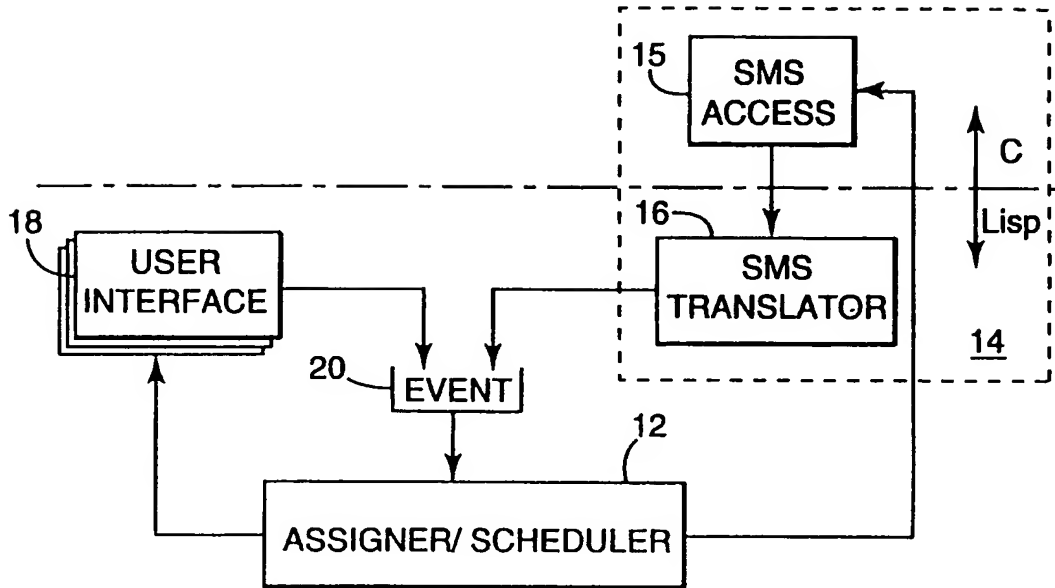 15
SMS
ACCESS
C
Lisp
18
USER
INTERFACE
16
SMS
TRANSLATOR
14
20
EVENT
12
ASSIGNER/ SCHEDULER